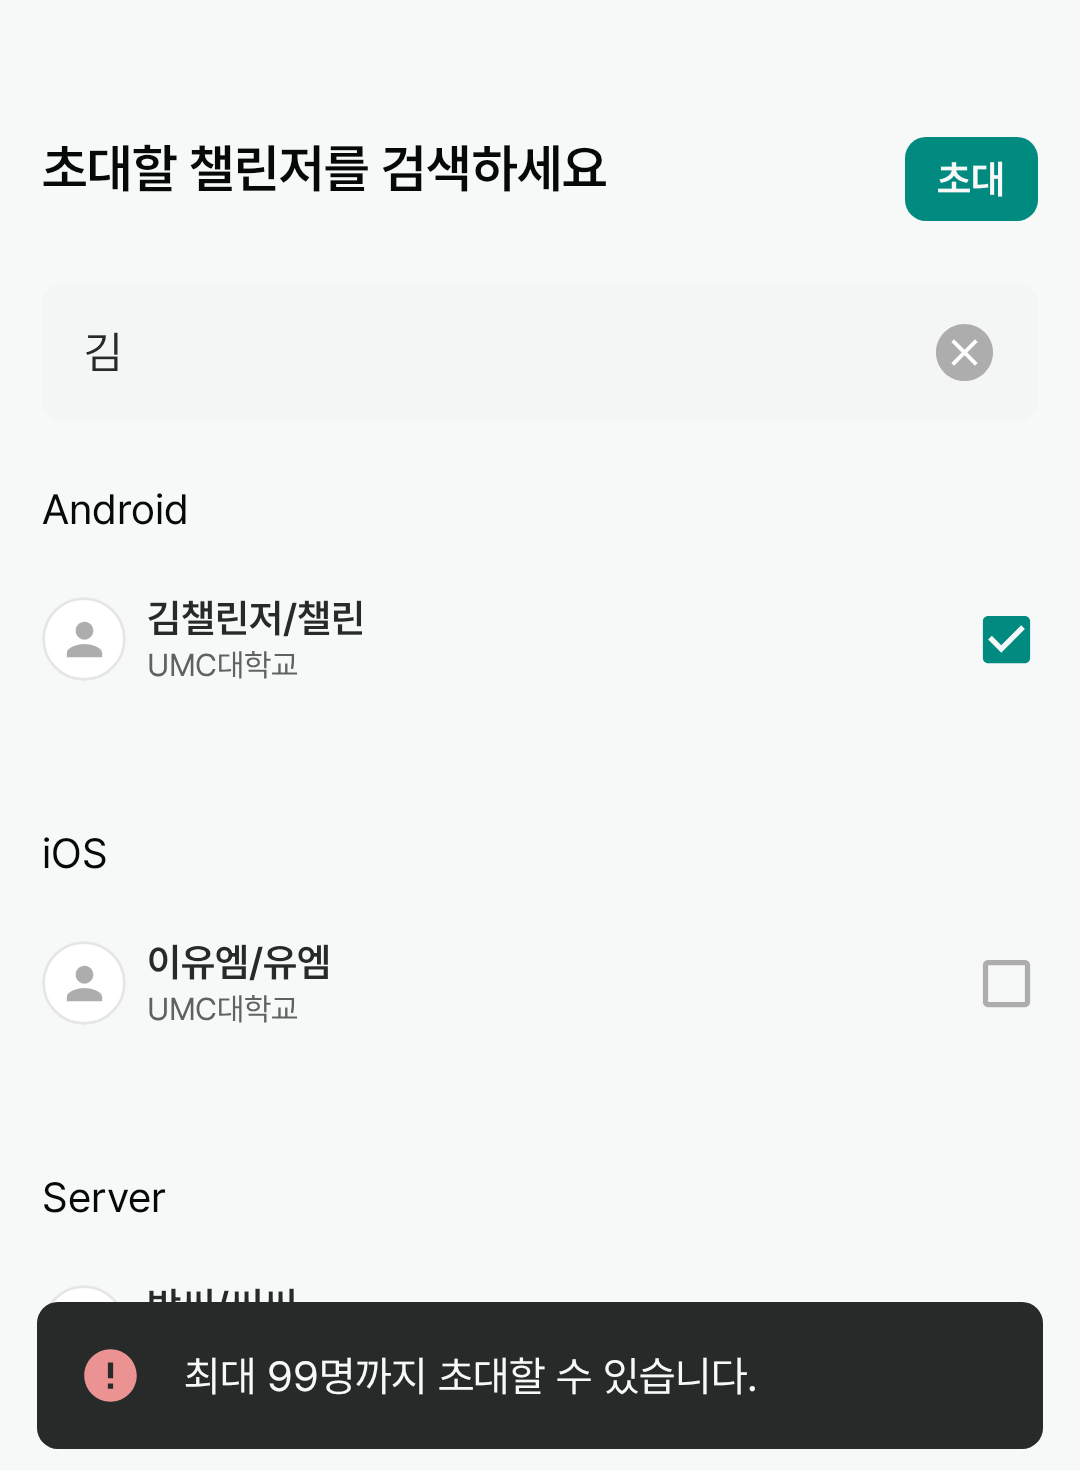 초대할 챌린저를 검색하세요
초대
김
Android
김챌린저/챌린
UMC대학교
iOS
이유엠/유엠
UMC대학교
Server
최대 99명까지 초대할 수 있습니다.